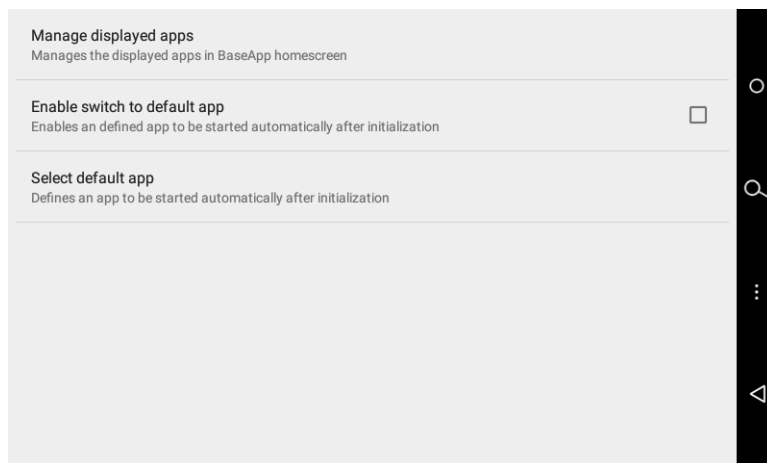 Manage displayed apps
Manages the displayed apps in BaseApp homescreen
Enable switch to default app
Enables an defined app to be started automatically after initialization
Select default app
Defines an app to be started automatically after initialization